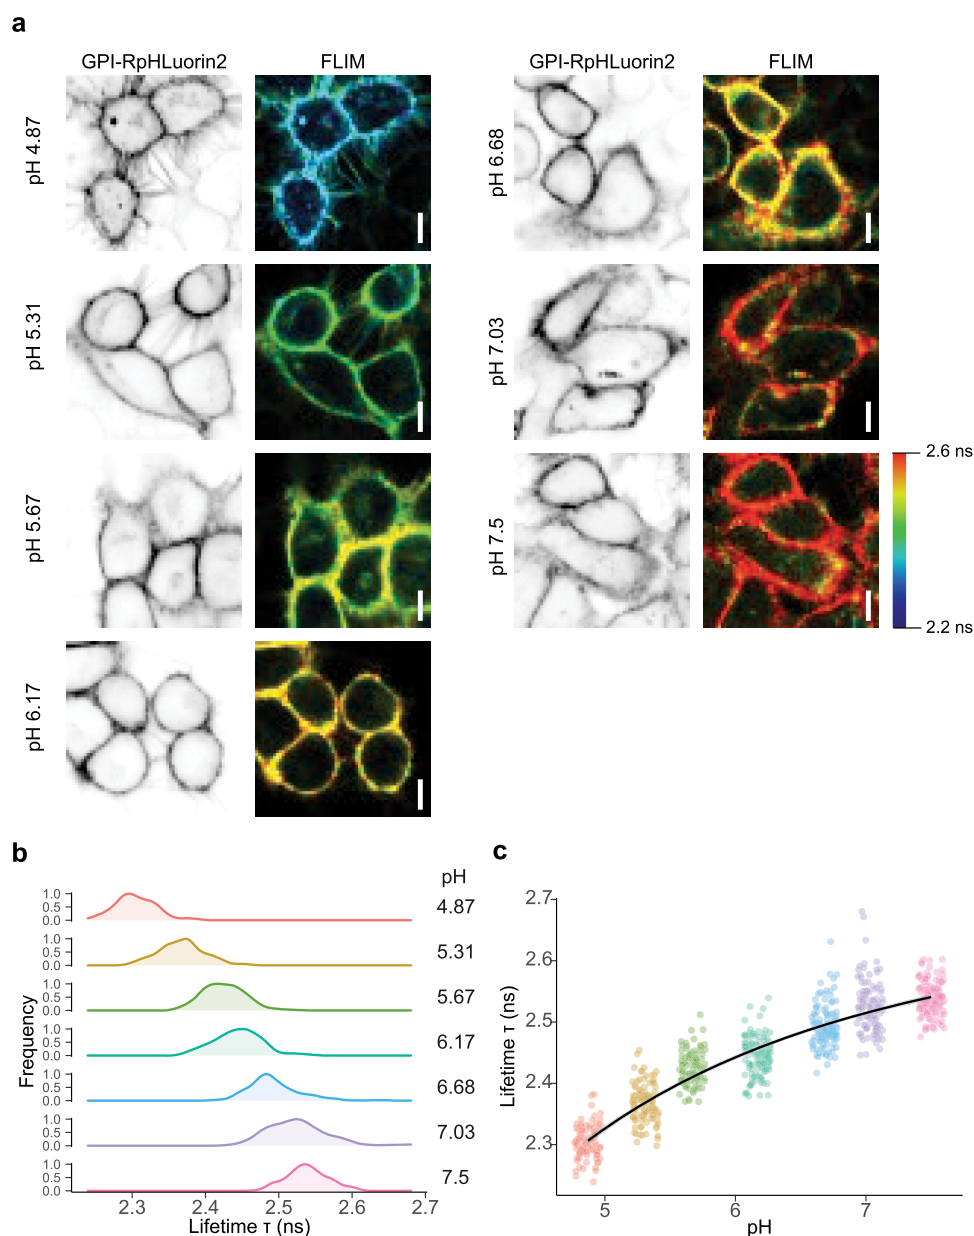 a
GPI-RpHLuorin2 FLIM GPI-RpHLuorin2 FLIM
pH 4.87
pH 6.68
pH 5.31
pH 7.03
pH 5.67
pH 7.5
2.6 ns
2.2 ns
pH 6.17
b
pH
Frequency
1.0
0.5
0.0
4.87
1.0
0.5
0.0
5.31
1.0
0.5
0.0
5.67
1.0
0.5
0.0
6.17
1.0
0.5
0.0
6.68
1.0
0.5
0.0
7.03
1.0
0.5
0.0
7.5
2.3 2.4 2.5 2.6 2.7
Lifetime τ (ns)
c
Lifetime τ (ns)
2.7
2.6
2.5
2.4
2.3
5 6 7
pH